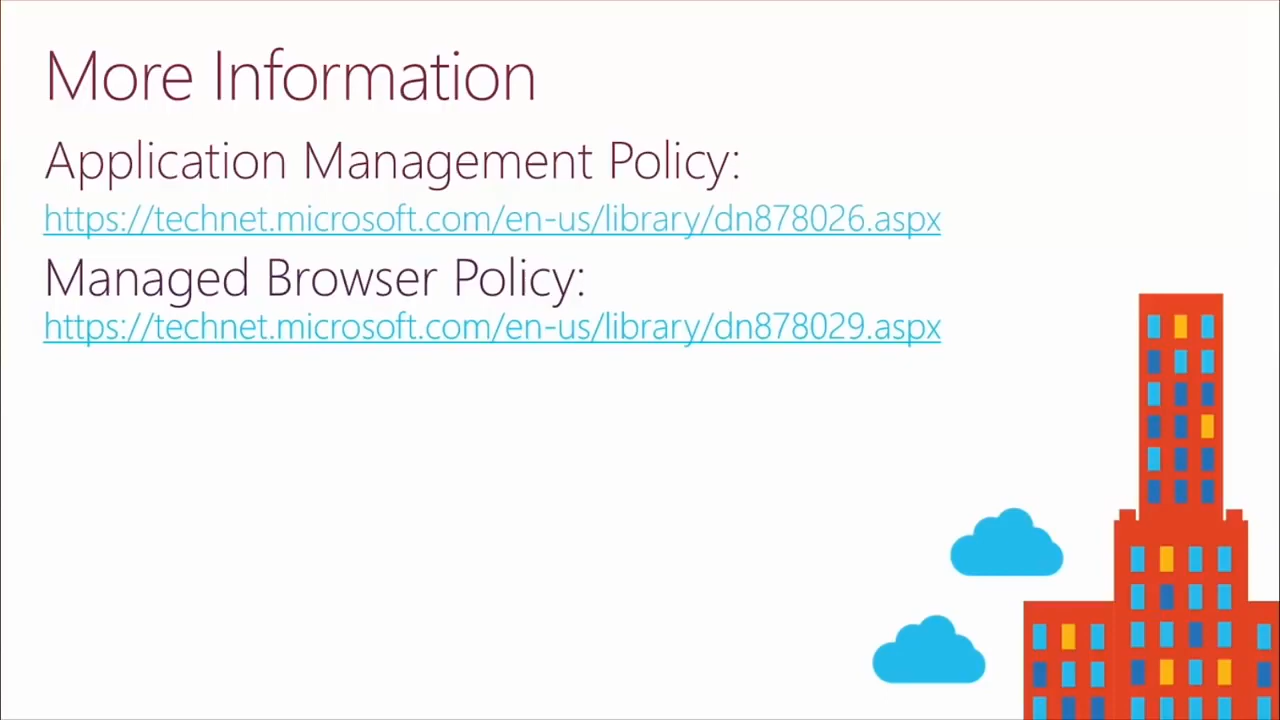 More Information
Application Management Policy:
https://technet.microsoft.com/en-us/library/dn878026.aspx
Managed Browser Policy:
https://technet.microsoft.com/en-us/library/dn878029.aspx